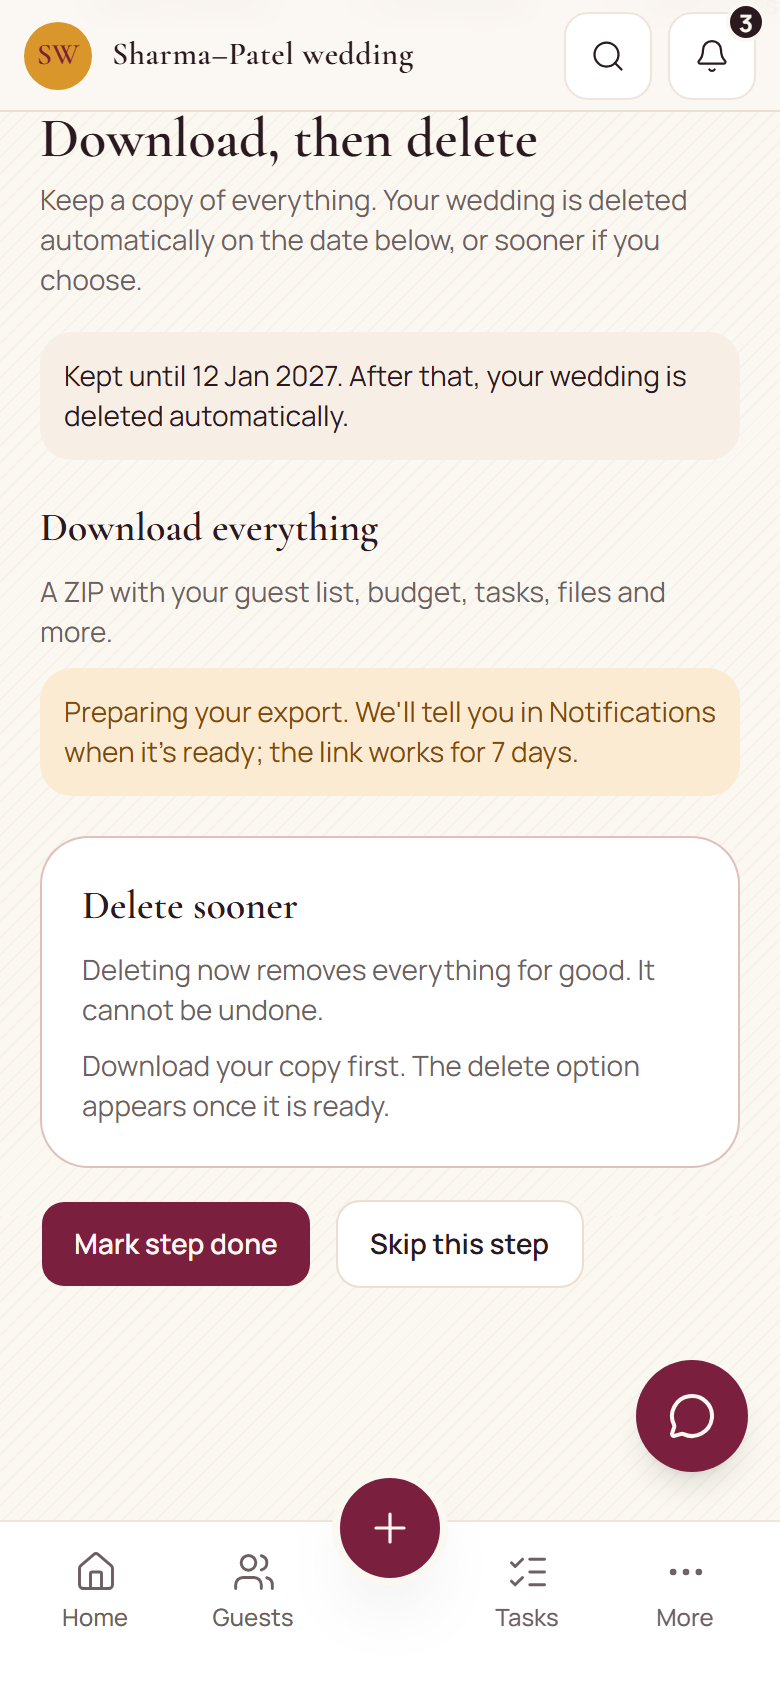 SW
Sharma–Patel wedding
3
Download, then delete
Keep a copy of everything. Your wedding is deleted
automatically on the date below, or sooner if you
choose.
Kept until 12 Jan 2027. After that, your wedding is
deleted automatically.
Download everything
A ZIP with your guest list, budget, tasks, files and
more.
Preparing your export. We'll tell you in Notifications
when it’s ready; the link works for 7 days.
Delete sooner
Deleting now removes everything for good. It
cannot be undone.
Download your copy first. The delete option
appears once it is ready.
Mark step done
Skip this step
Home
Guests
Tasks
More